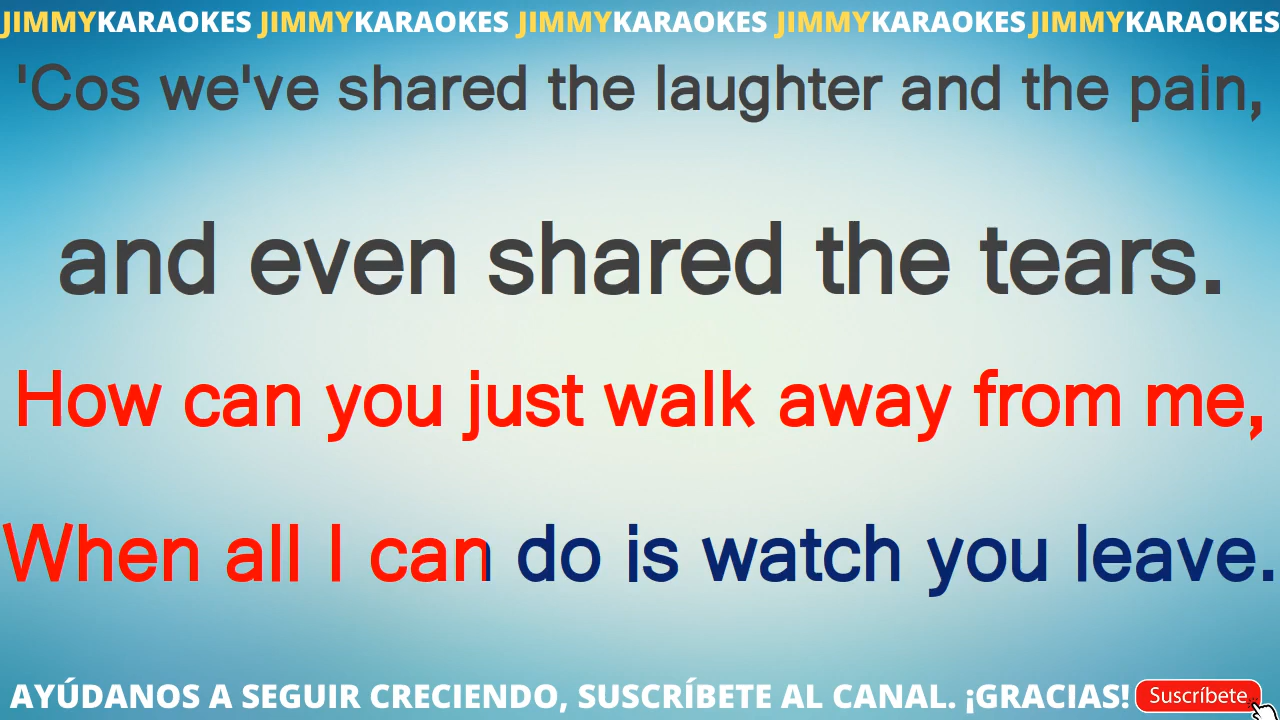 JIMMYKARAOKES JIMMYKARAOKES JIMMYKARAOKES JIMMYKARAOKES JIMMYKARAOKES
'Cos we've shared the laughter and the pain,
and even shared the tears.
How can you just walk away from me,
When all I can do is watch you leave.
AYÚDANOS A SEGUIR CRECIENDO, SUSCRÍBETE AL CANAL. ¡GRACIAS! Suscríbete